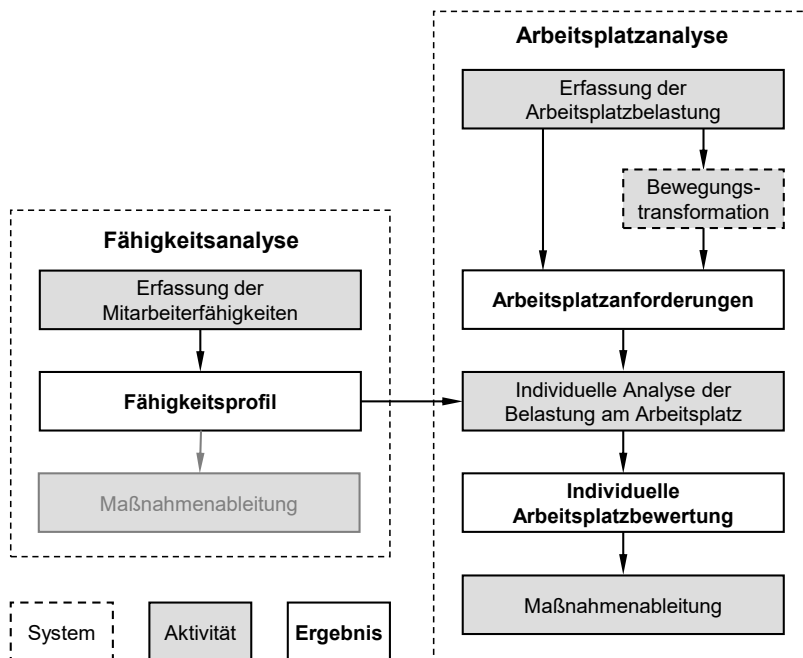 Arbeitsplatzanalyse
Erfassung der
Arbeitsplatzbelastung
Bewegungs-
transformation
Arbeitsplatzanforderungen
Individuelle Analyse der
Belastung am Arbeitsplatz
Individuelle
Arbeitsplatzbewertung
Maßnahmenableitung
Fähigkeitsanalyse
Erfassung der
Mitarbeiterfähigkeiten
Fähigkeitsprofil
Maßnahmenableitung
System
Aktivität
Ergebnis